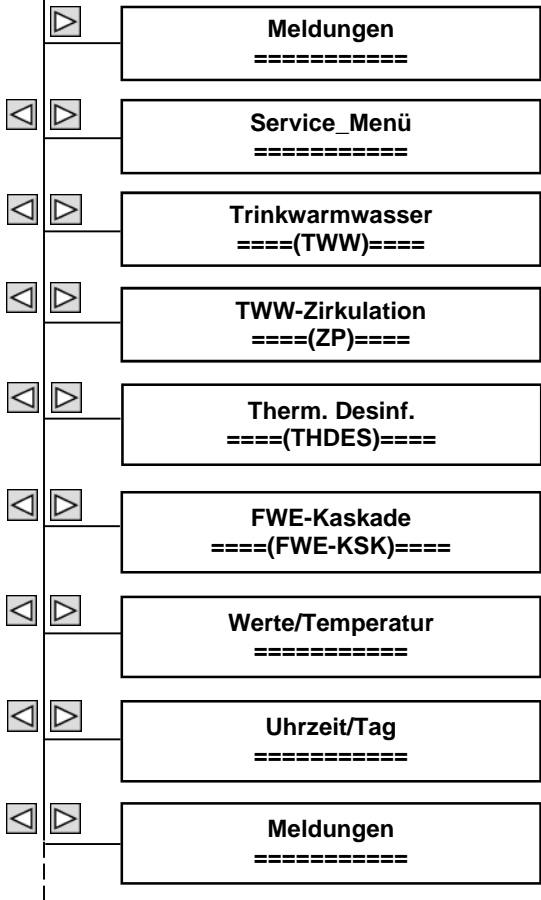 Meldungen
===========
Service_Menü
===========
Trinkwarmwasser
====(TWW)====
TWW-Zirkulation
====(ZP)====
Therm. Desinf.
====(THDES)====
FWE-Kaskade
====(FWE-KSK)====
Werte/Temperatur
===========
Uhrzeit/Tag
===========
Meldungen
===========